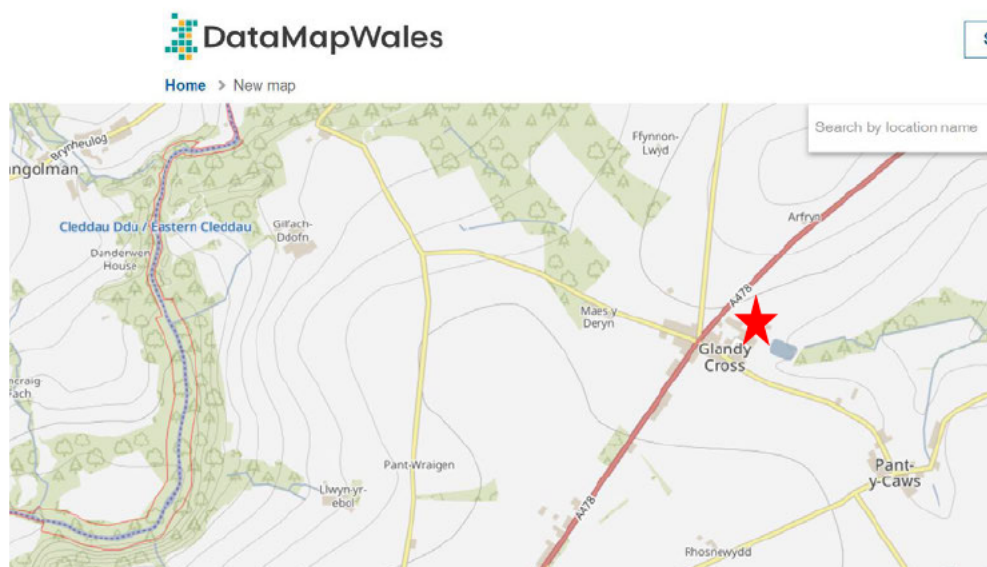 DataMapWales
S
Home > New map
Search by location name
Ffynnon-
Lwyd
Brynheulog
ngolman
Arfryn
Cleddau Ddu / Eastern Cleddau
Gilfach-
Ddofn
Danderwen
House
A478
Maes y
Deryn
Glandy
Cross
ncraig
Fach
Pant-Wraigen
Pant-
y-Caws
Llwyn-yr-
ebol
A478
Rhosnewydd